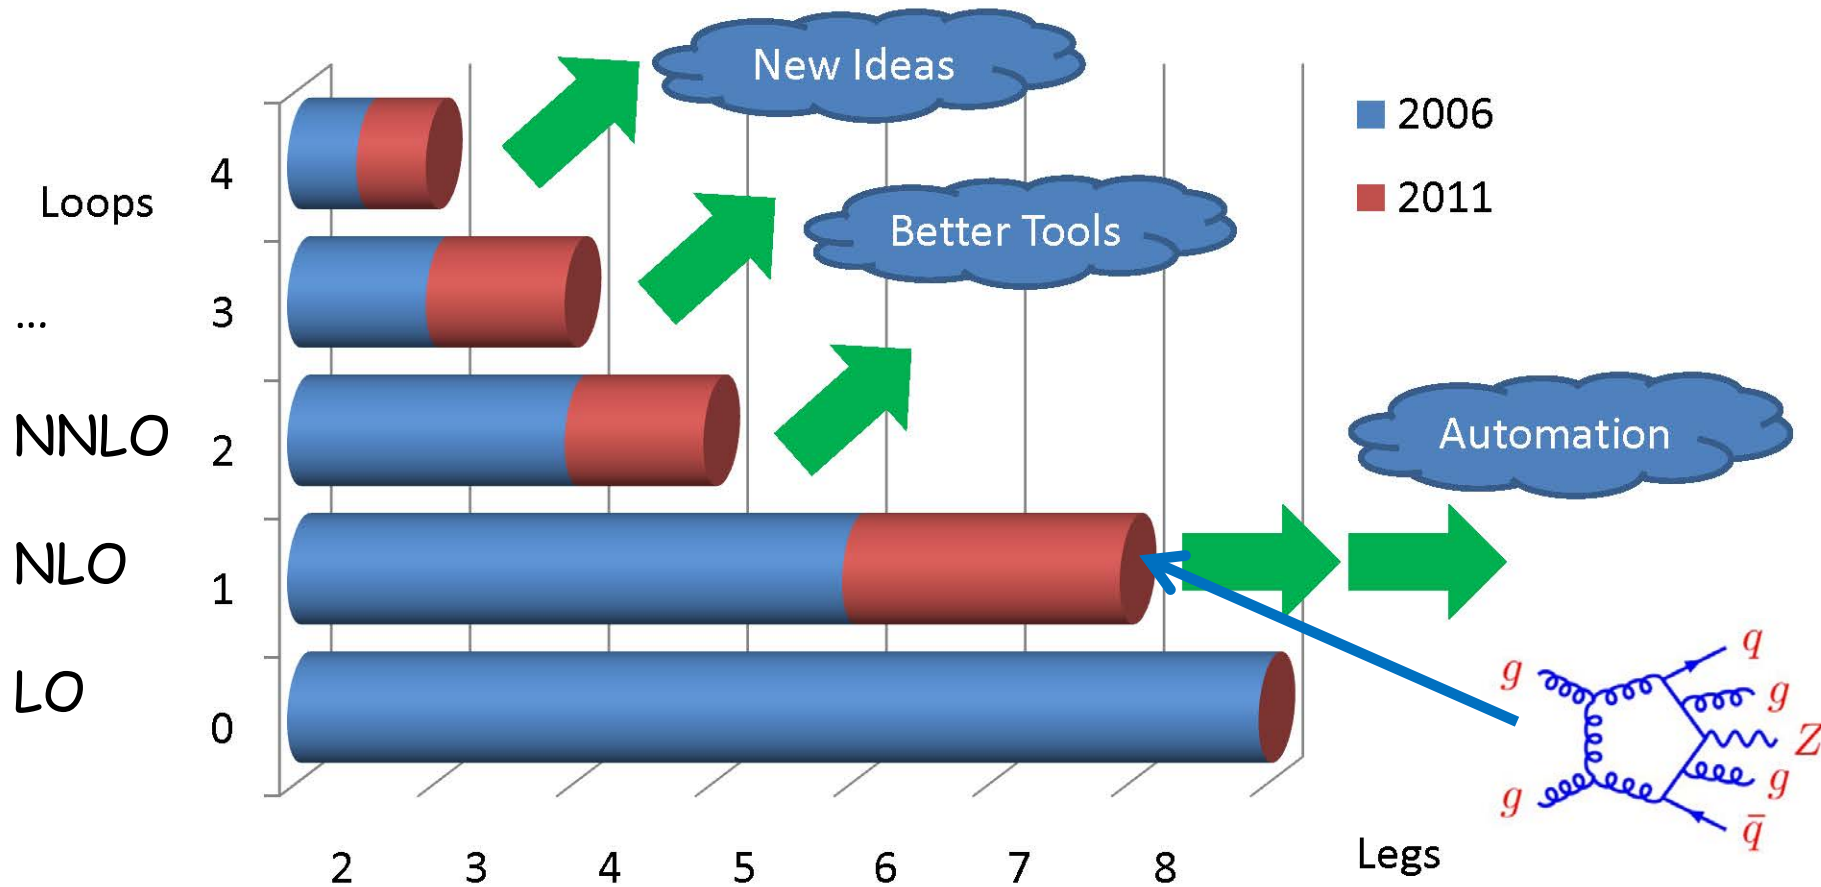 New Ideas
2006
4
Loops
2011
Better Tools
3
...
NNLO
2
Automation
NLO
1
LO
0
q
g
g
Z
g
g
q̄
2 3 4 5 6 7 8 Legs